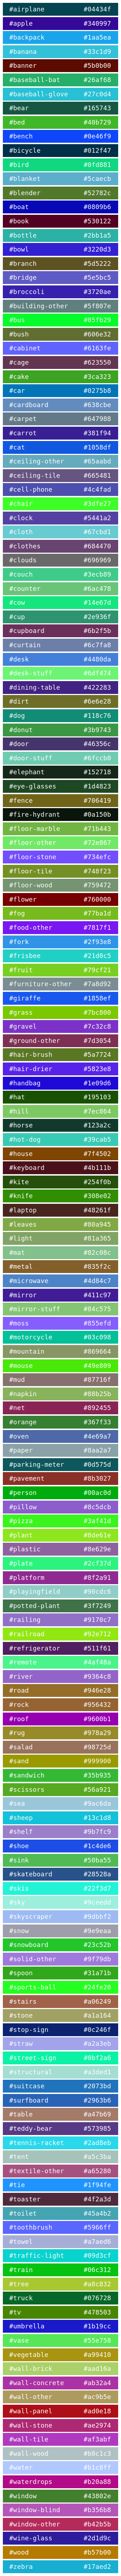 #airplane #04434f
#apple #340997
#backpack #1aa5ea
#banana #33c1d9
#banner #5b0b00
#baseball-bat #26af68
#baseball-glove #27c0d4
#bear #165743
#bed #40b729
#bench #0e46f9
#bicycle #012f47
#bird #0fd881
#blanket #5caecb
#blender #52782c
#boat #0809b6
#book #530122
#bottle #2bb1a5
#bowl #3220d3
#branch #5d5222
#bridge #5e5bc5
#broccoli #3720ae
#building-other #5f807e
#bus #05fb29
#bush #606e32
#cabinet #6163fe
#cage #623550
#cake #3ca323
#car #0275b8
#cardboard #638cbe
#carpet #647988
#carrot #381f94
#cat #1058df
#ceiling-other #65aabd
#ceiling-tile #665481
#cell-phone #4c4fad
#chair #3dfe27
#clock #5441a2
#cloth #67cbd1
#clothes #684470
#clouds #696969
#couch #3ecb89
#counter #6ac478
#cow #14e67d
#cup #2e936f
#cupboard #6b2f5b
#curtain #6c7fa8
#desk #4480da
#desk-stuff #6df474
#dining-table #422283
#dirt #6e6e28
#dog #118c76
#donut #3b9743
#door #46356c
#door-stuff #6fccb0
#elephant #152718
#eye-glasses #1d4823
#fence #706419
#fire-hydrant #0a150b
#floor-marble #71b443
#floor-other #72e867
#floor-stone #734efc
#floor-tile #748f23
#floor-wood #759472
#flower #760000
#fog #77ba1d
#food-other #7817f1
#fork #2f93e8
#frisbee #21d6c5
#fruit #79cf21
#furniture-other #7a8d92
#giraffe #1858ef
#grass #7bc800
#gravel #7c32c8
#ground-other #7d3054
#hair-brush #5a7724
#hair-drier #5823e8
#handbag #1e09d6
#hat #195103
#hill #7ec864
#horse #123a2c
#hot-dog #39cab5
#house #7f4502
#keyboard #4b111b
#kite #254f0b
#knife #308e02
#laptop #48261f
#leaves #80a945
#light #81a365
#mat #82c08c
#metal #835f2c
#microwave #4d84c7
#mirror #411c97
#mirror-stuff #84c575
#moss #855efd
#motorcycle #03c098
#mountain #869664
#mouse #49e809
#mud #87716f
#napkin #88b25b
#net #892455
#orange #367f33
#oven #4e69a7
#paper #8aa2a7
#parking-meter #0d575d
#pavement #8b3027
#person #00ac0d
#pillow #8c5dcb
#pizza #3af41d
#plant #8de61e
#plastic #8e629e
#plate #2cf37d
#platform #8f2a91
#playingfield #90cdc6
#potted-plant #3f7249
#railing #9170c7
#railroad #92e712
#refrigerator #511f61
#remote #4af48a
#river #9364c8
#road #946e28
#rock #956432
#roof #9600b1
#rug #978a29
#salad #98725d
#sand #999900
#sandwich #35b935
#scissors #56a921
#sea #9ac6da
#sheep #13c1d8
#shelf #9b7fc9
#shoe #1c4de6
#sink #50ba55
#skateboard #28528a
#skis #22f3d7
#sky #9ceedd
#skyscraper #9dbbf2
#snow #9e9eaa
#snowboard #23c52b
#solid-other #9f79db
#spoon #31a71b
#sports-ball #24fe20
#stairs #a06249
#stone #a1a164
#stop-sign #0c246f
#straw #a2a3eb
#street-sign #0bf2a6
#structural #a3ded1
#suitcase #2073bd
#surfboard #2963b6
#table #a47b69
#teddy-bear #573985
#tennis-racket #2ad8eb
#tent #a5c3ba
#textile-other #a65280
#tie #1f94fe
#toaster #4f2a3d
#toilet #45a4b2
#toothbrush #5966ff
#towel #a7aed8
#traffic-light #09d3cf
#train #06c312
#tree #a8c832
#truck #076728
#tv #478503
#umbrella #1b19cc
#vase #55e758
#vegetable #a99410
#wall-brick #aad16a
#wall-concrete #ab32a4
#wall-other #ac9b5e
#wall-panel #ad0e18
#wall-stone #ae2974
#wall-tile #af3abf
#wall-wood #b0c1c3
#water #b1c8ff
#waterdrops #b20a88
#window #43802e
#window-blind #b356b8
#window-other #b42b5b
#wine-glass #2d1d9c
#wood #b57b00
#zebra #17aed2